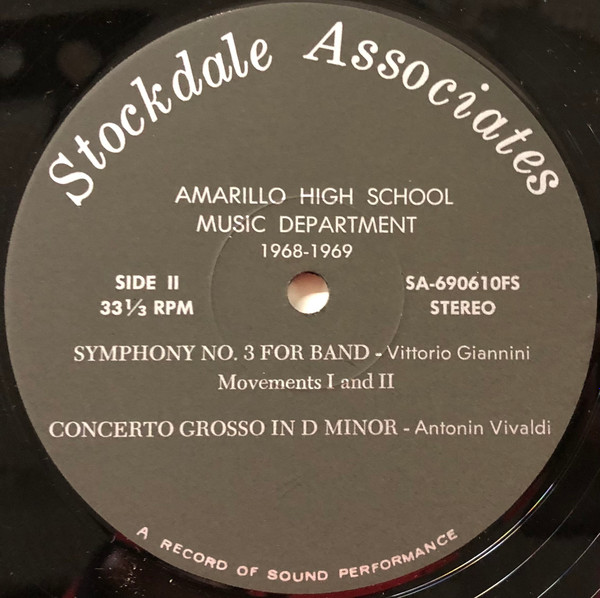 Stockdale Associates
AMARILLO HIGH SCHOOL
MUSIC DEPARTMENT
1968-1969
SIDE II
33⅓ RPM
SA-690610FS
STEREO
SYMPHONY NO. 3 FOR BAND - Vittorio Giannini
Movements I and II
CONCERTO GROSSO IN D MINOR - Antonin Vivaldi
A RECORD OF SOUND PERFORMANCE